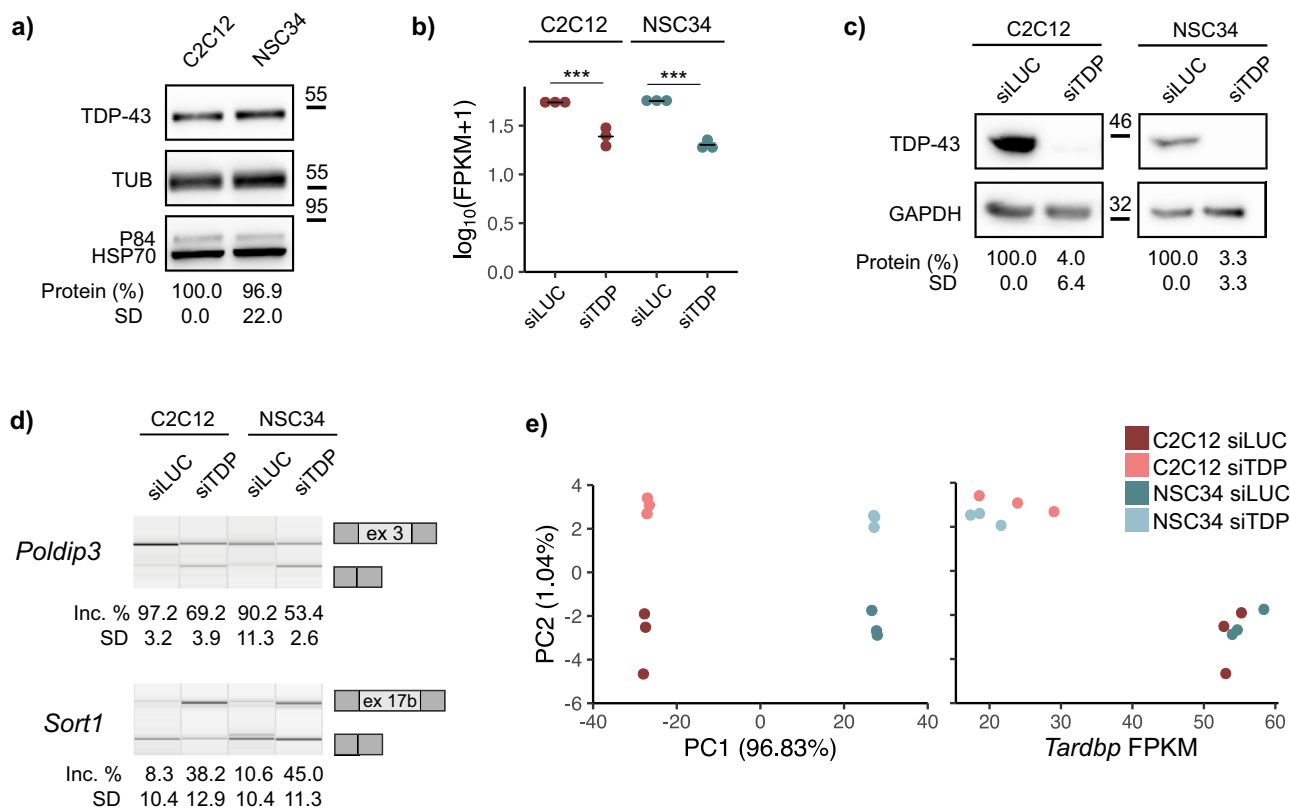 a)
C2C12 NSC34
TDP-43
55
TUB
55
95
P84
HSP70
Protein (%) 100.0 96.9
SD 0.0 22.0
b)
C2C12 NSC34
*** ***
log10(FPKM+1)
1.5
1.0
0.5
0.0
siLUC siTDP siLUC siTDP
c)
C2C12 NSC34
siLUC siTDP siLUC siTDP
TDP-43
46
GAPDH
32
Protein (%) 100.0 4.0 100.0 3.3
SD 0.0 6.4 0.0 3.3
d)
C2C12 NSC34
siLUC siTDP siLUC siTDP
Poldip3
ex 3
Inc. % 97.2 69.2 90.2 53.4
SD 3.2 3.9 11.3 2.6
Sort1
ex 17b
Inc. % 8.3 38.2 10.6 45.0
SD 10.4 12.9 10.4 11.3
e)
C2C12 siLUC
C2C12 siTDP
NSC34 siLUC
NSC34 siTDP
PC2 (1.04%)
4
2
0
-2
-4
-6
-40 -20 0 20 40
PC1 (96.83%)
20 30 40 50 60
Tardbp FPKM